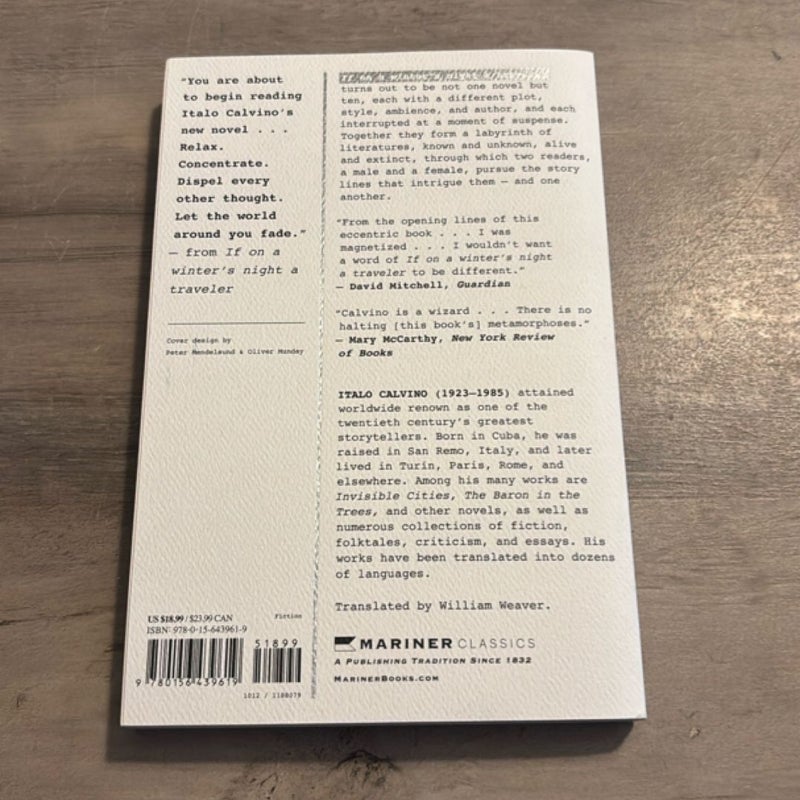 "You are about
to begin reading
Italo Calvino's
new novel . . .
Relax.
Concentrate.
Dispel every
other thought.
Let the world
around you fade."
— from If on a
winter's night a
traveler
Cover design by
Peter Mendelsund & Oliver Munday
US $18.99 / $23.99 CAN
Fiction
ISBN: 978-0-15-643961-9
51899
9 780156 439619
1012 / 1188079
If on a winter's night a traveler
turns out to be not one novel but
ten, each with a different plot,
style, ambience, and author, and each
interrupted at a moment of suspense.
Together they form a labyrinth of
literatures, known and unknown, alive
and extinct, through which two readers,
a male and a female, pursue the story
lines that intrigue them — and one
another.
"From the opening lines of this
eccentric book . . . I was
magnetized . . . I wouldn't want
a word of If on a winter's night
a traveler to be different."
— David Mitchell, Guardian
"Calvino is a wizard . . . There is no
halting [this book's] metamorphoses."
— Mary McCarthy, New York Review
of Books
ITALO CALVINO (1923–1985) attained
worldwide renown as one of the
twentieth century's greatest
storytellers. Born in Cuba, he was
raised in San Remo, Italy, and later
lived in Turin, Paris, Rome, and
elsewhere. Among his many works are
Invisible Cities, The Baron in the
Trees, and other novels, as well as
numerous collections of fiction,
folktales, criticism, and essays. His
works have been translated into dozens
of languages.
Translated by William Weaver.
MARINER CLASSICS
A PUBLISHING TRADITION SINCE 1832
MARINERBOOKS.COM